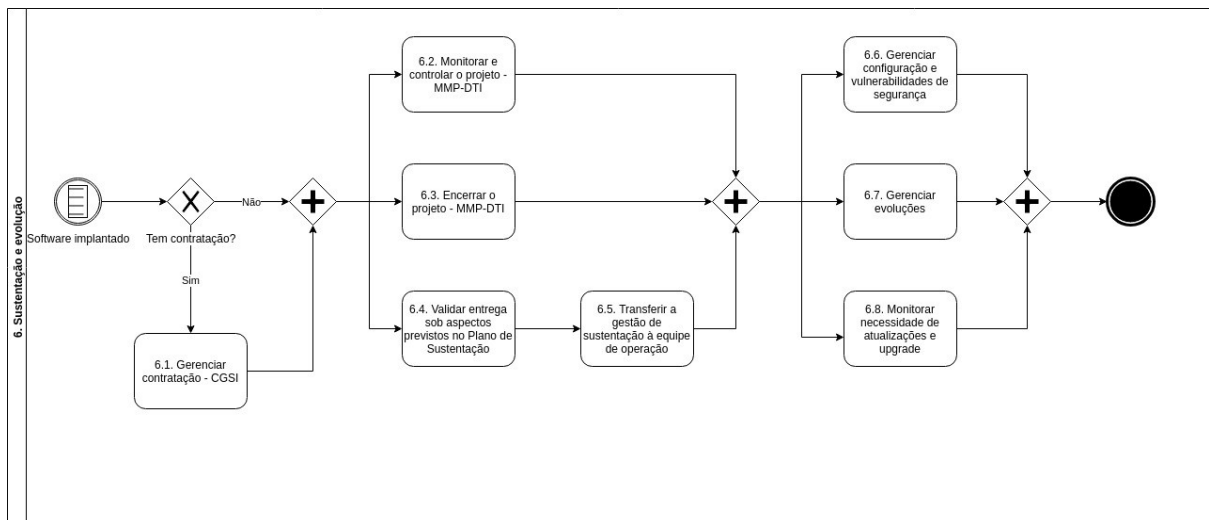 6. Sustentação e evolução
Software implantado
Tem contratação?
Não
Sim
6.1. Gerenciar
contratação - CGSI
6.2. Monitorar e
controlar o projeto -
MMP-DTI
6.3. Encerrar o
projeto - MMP-DTI
6.4. Validar entrega
sob aspectos
previstos no Plano de
Sustentação
6.5. Transferir a
gestão de
sustentação à equipe
de operação
6.6. Gerenciar
configuração e
vulnerabilidades de
segurança
6.7. Gerenciar
evoluções
6.8. Monitorar
necessidade de
atualizações e
upgrade